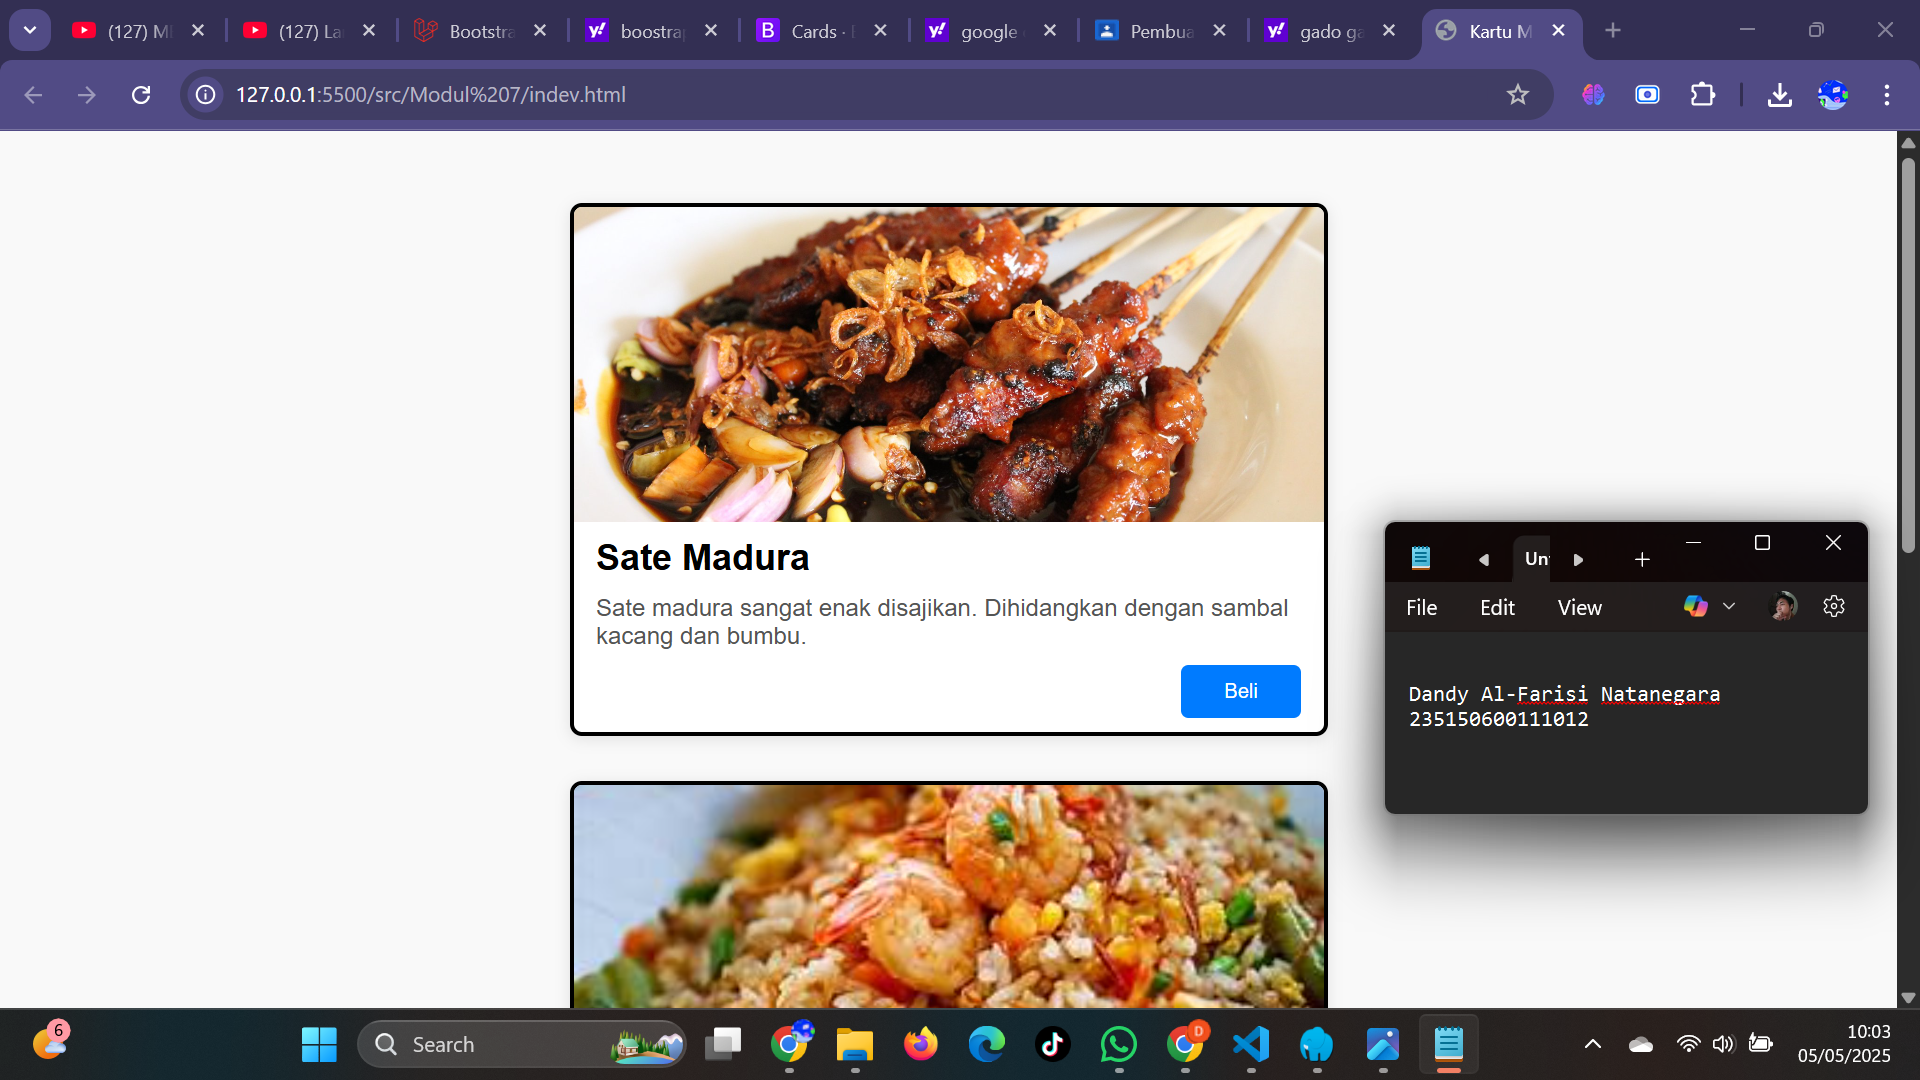 (127) M
(127) La
Bootstra
boostra
B Cards ·
google
Pembua
gado ga
Kartu M
127.0.0.1:5500/src/Modul%207/indev.html
Sate Madura
Sate madura sangat enak disajikan. Dihidangkan dengan sambal
kacang dan bumbu.
Beli
Un
File Edit View
Dandy Al-Farisi Natanegara
235150600111012
6
Search
D
10:03
05/05/2025